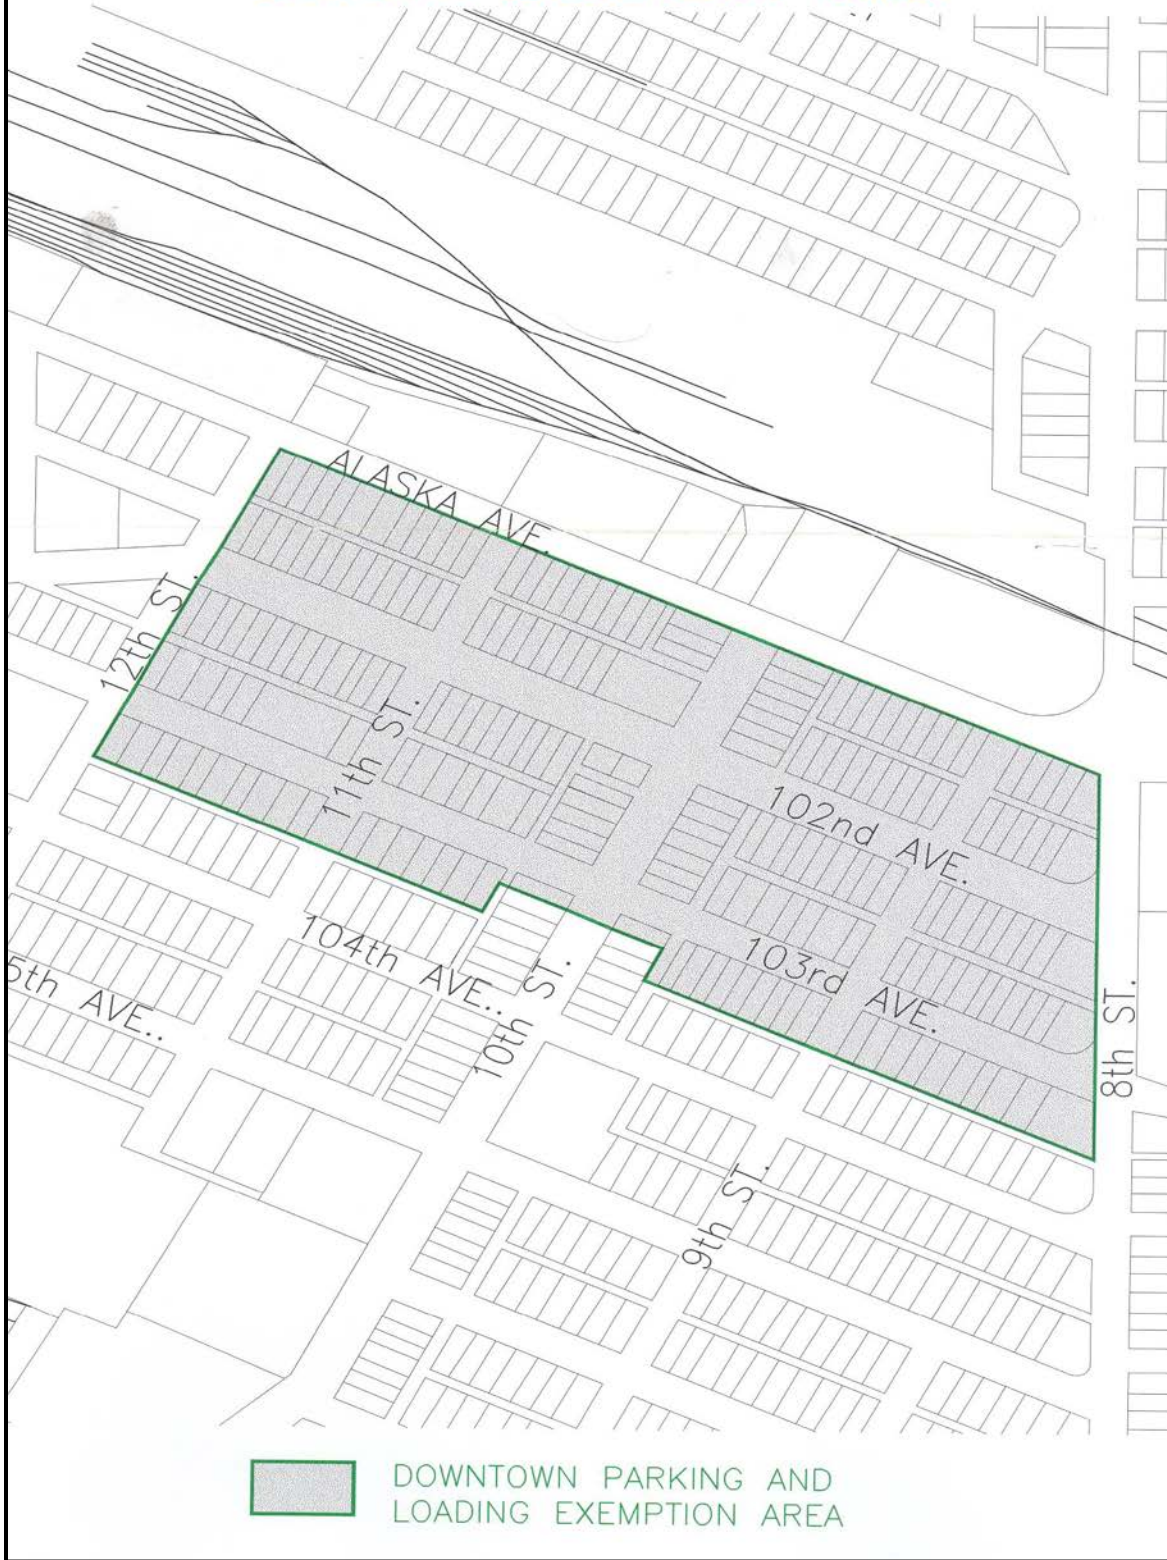 ALASKA AVE.
12th ST.
11th ST.
102nd AVE.
103rd AVE.
104th AVE..
10th ST.
5th AVE..
8th ST.
9th ST.
DOWNTOWN PARKING AND
LOADING EXEMPTION AREA